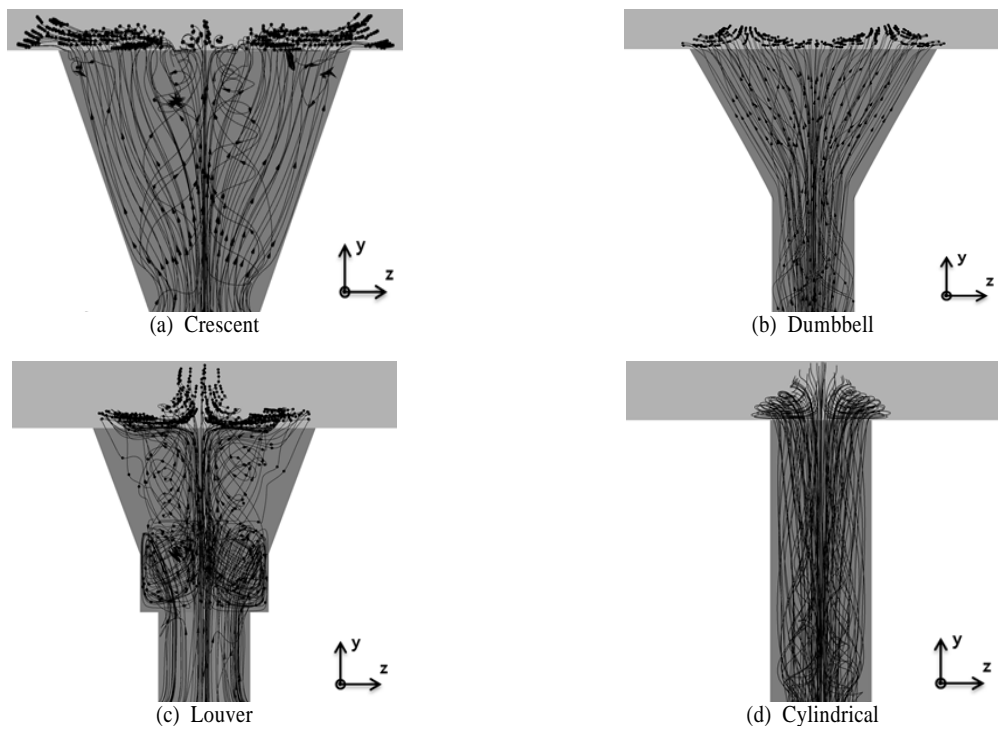 y
z
(a) Crescent
y
z
(b) Dumbbell
y
z
(c) Louver
y
z
(d) Cylindrical